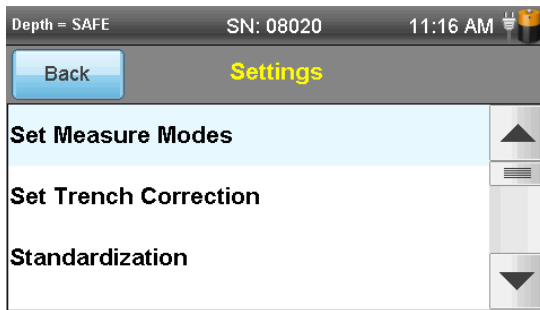 Depth = SAFE SN: 08020 11:16 AM
Back Settings
Set Measure Modes
Set Trench Correction
Standardization